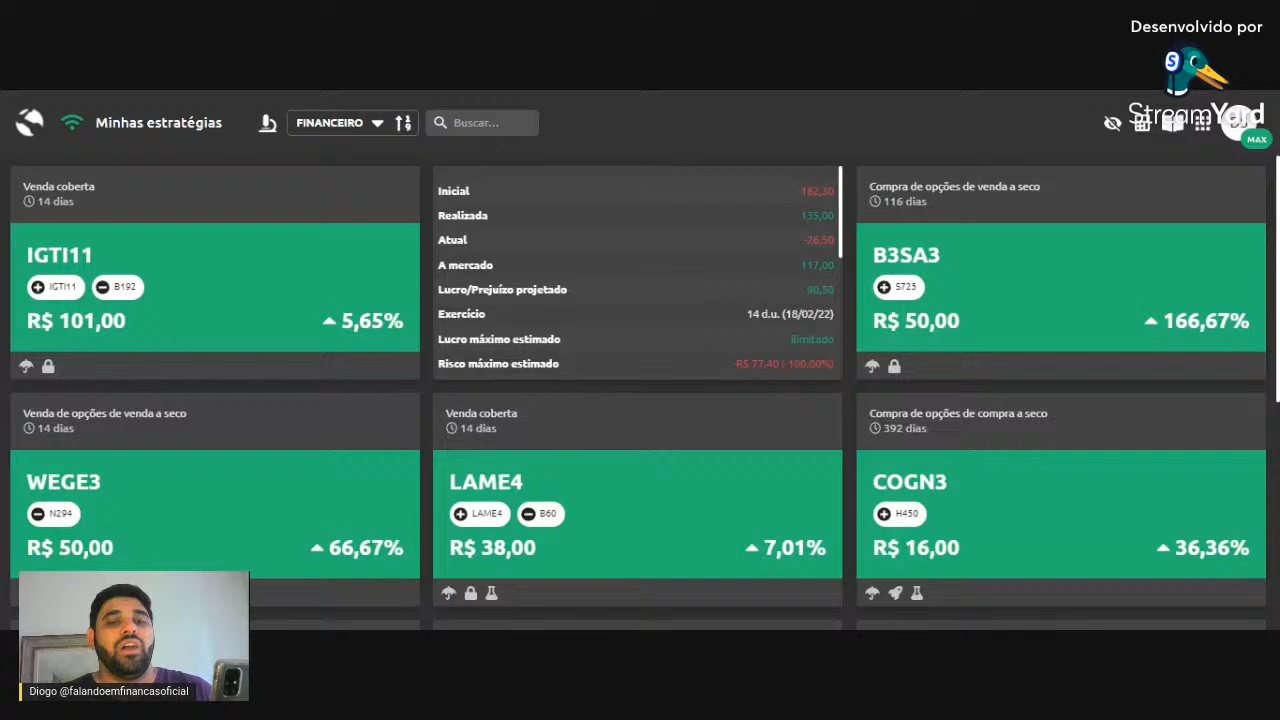 Desenvolvido por
StreamYard
Minhas estratégias
FINANCEIRO
Buscar...
MAX
Venda coberta
14 dias
IGTI11
IGTI11
B192
R$ 101,00
5,65%
Inicial
162,30
Realizada
135,00
Atual
-26,50
A mercado
117,00
Lucro/Prejuízo projetado
90,50
Exercício
14 d.u. (18/02/22)
Lucro máximo estimado
Ilimitado
Risco máximo estimado
-R$ 77,40 (-100,00%)
Compra de opções de venda a seco
116 dias
B3SA3
S725
R$ 50,00
166,67%
Venda de opções de venda a seco
14 dias
WEGE3
N294
R$ 50,00
66,67%
Venda coberta
14 dias
LAME4
LAME4
B60
R$ 38,00
7,01%
Compra de opções de compra a seco
392 dias
COGN3
H450
R$ 16,00
36,36%
Diogo @falandoemfinancasoficial